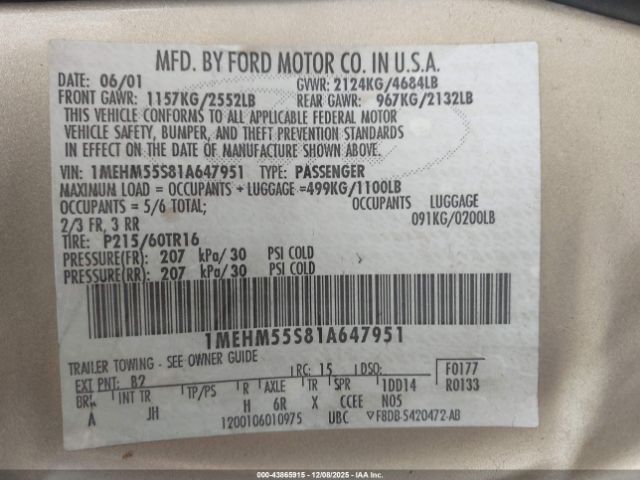 MFD. BY FORD MOTOR CO. IN U.S.A.
DATE: 06/01 GVWR: 2124KG/4684LB
FRONT GAWR: 1157KG/2552LB REAR GAWR: 967KG/2132LB
THIS VEHICLE CONFORMS TO ALL APPLICABLE FEDERAL MOTOR
VEHICLE SAFETY, BUMPER, AND THEFT PREVENTION STANDARDS
IN EFFECT ON THE DATE OF MANUFACTURE SHOWN ABOVE.
VIN: 1MEHM55S81A647951 TYPE: PASSENGER
MAXIMUM LOAD = OCCUPANTS + LUGGAGE =499KG/1100LB
OCCUPANTS = 5/6 TOTAL; LUGGAGE
2/3 FR, 3 RR 091KG/0200LB
TIRE: P215/60TR16
PRESSURE(FR): 207 kPa/30 PSI COLD
PRESSURE(RR): 207 kPa/30 PSI COLD
1MEHM55S81A647951
TRAILER TOWING - SEE OWNER GUIDE
EXT PNT: B2 RC: 15 DSO: F0177
BRK INT TR TP/PS R AXLE TR SPR 1DD14 R0133
A JH H 6R X CCEE N05
1200106010975 UBC ▽F8DB-5420472-AB
000-43865915 - 12/08/2025 - IAA Inc.